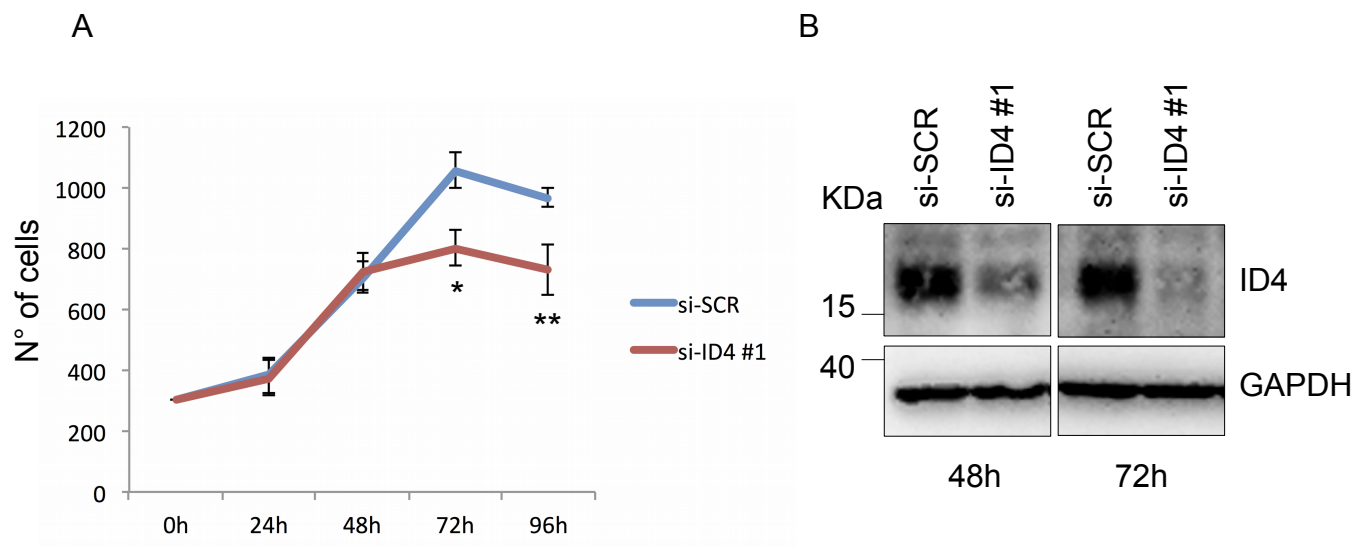 A
N° of cells
1200
1000
800
600
400
200
0
0h 24h 48h 72h 96h
*
**
si-SCR
si-ID4 #1
B
KDa
si-SCR
si-ID4 #1
si-SCR
si-ID4 #1
15
ID4
40
GAPDH
48h 72h